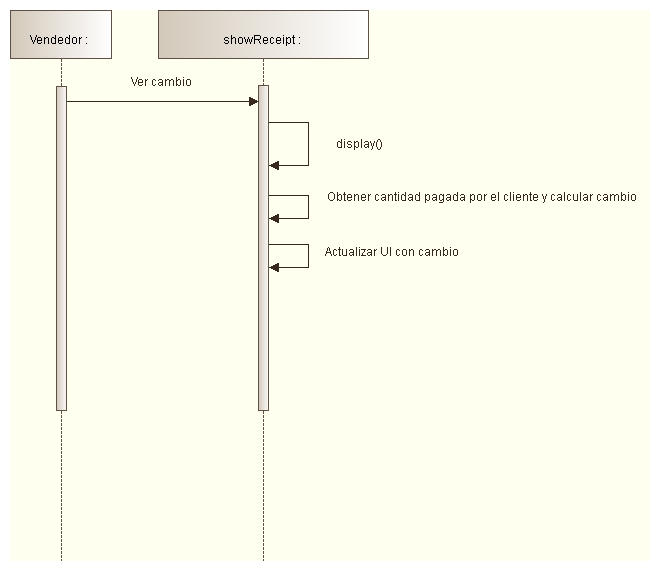 Vendedor :
showReceipt :
Ver cambio
display()
Obtener cantidad pagada por el cliente y calcular cambio
Actualizar UI con cambio